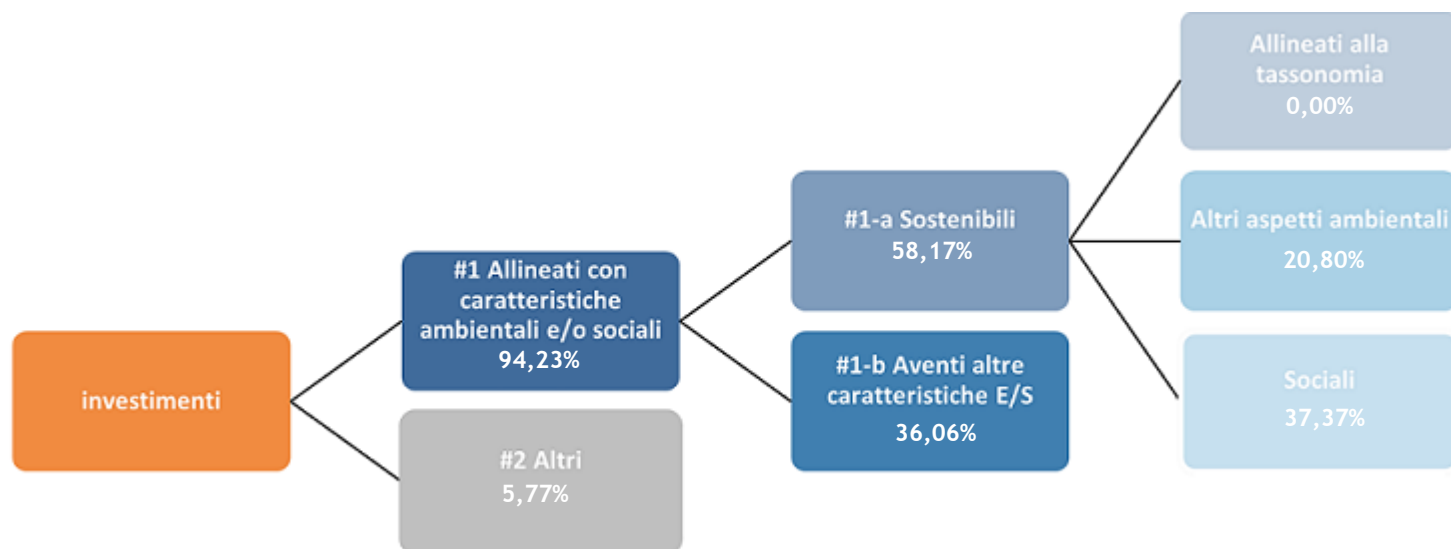 investimenti
#1 Allineati con
caratteristiche
ambientali e/o sociali
94,23%
#2 Altri
5,77%
#1-a Sostenibili
58,17%
#1-b Aventi altre
caratteristiche E/S
36,06%
Allineati alla
tassonomia
0,00%
Altri aspetti ambientali
20,80%
Sociali
37,37%